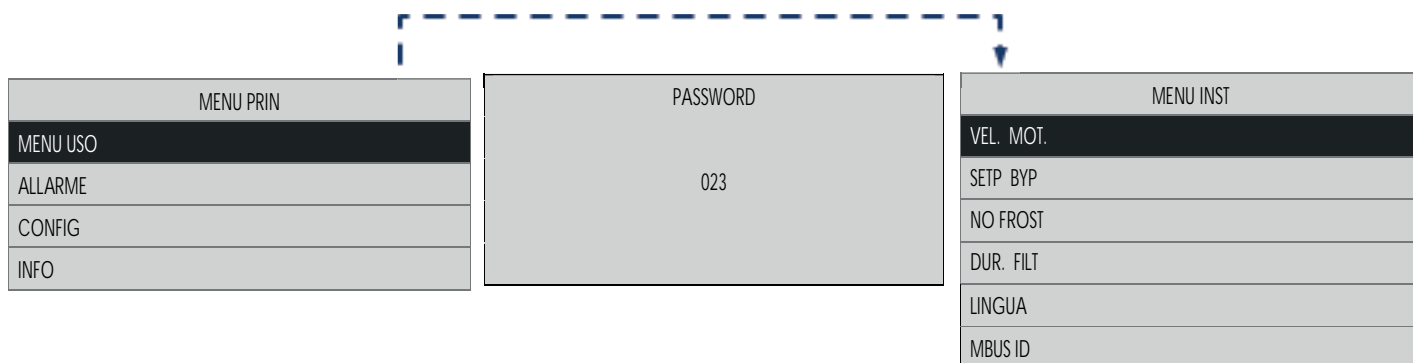 MENU PRIN
MENU USO
ALLARME
CONFIG
INFO
PASSWORD
023
MENU INST
VEL. MOT.
SETP BYP
NO FROST
DUR. FILT
LINGUA
MBUS ID